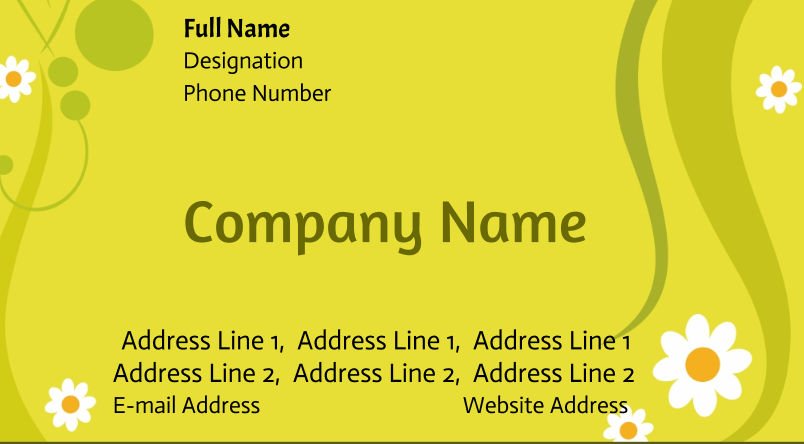 Full Name
Designation
Phone Number
Company Name
Address Line 1, Address Line 1, Address Line 1
Address Line 2, Address Line 2, Address Line 2
E-mail Address Website Address